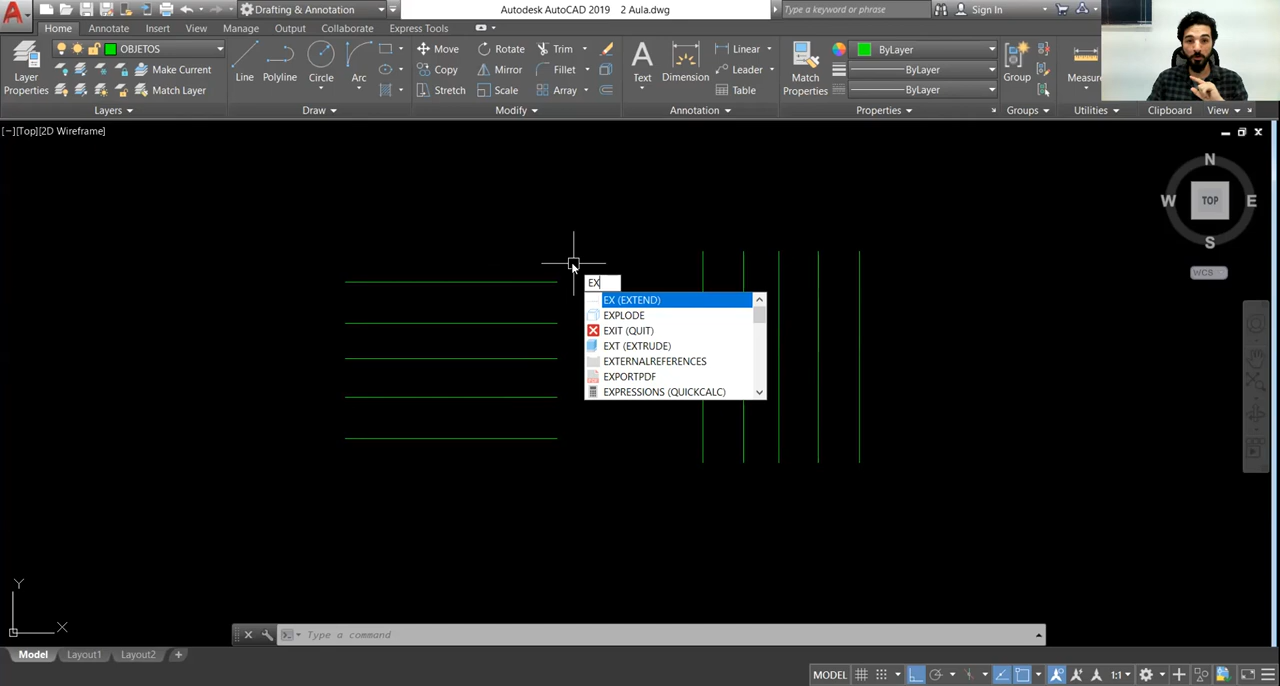 Drafting & Annotation
Autodesk AutoCAD 2019 2 Aula.dwg
Type a keyword or phrase
Sign In
Home Annotate Insert View Manage Output Collaborate Express Tools
Layer
Properties
OBJETOS
Make Current
Match Layer
Layers
Line
Polyline
Circle
Arc
Draw
Move
Rotate
Trim
Copy
Mirror
Fillet
Stretch
Scale
Array
Modify
Text
Dimension
Linear
Leader
Table
Annotation
Match
Properties
ByLayer
ByLayer
ByLayer
Properties
Group
Groups
Measure
Utilities
Clipboard
View
[−][Top][2D Wireframe]
N
W
TOP
E
S
WCS
EX
EX (EXTEND)
EXPLODE
EXIT (QUIT)
EXT (EXTRUDE)
EXTERNALREFERENCES
EXPORTPDF
EXPRESSIONS (QUICKCALC)
Y
X
Type a command
Model Layout1 Layout2 +
MODEL
1:1